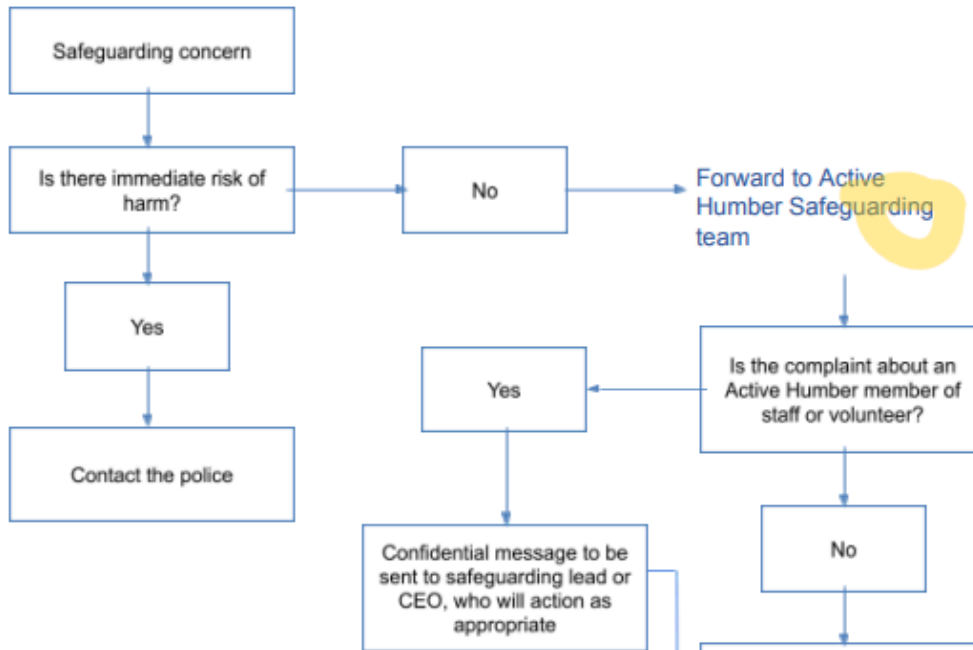 Safeguarding concern
Is there immediate risk of
harm?
No
Forward to Active
Humber Safeguarding
team
Yes
Is the complaint about an
Active Humber member of
staff or volunteer?
Yes
Contact the police
No
Confidential message to be
sent to safeguarding lead or
CEO, who will action as
appropriate